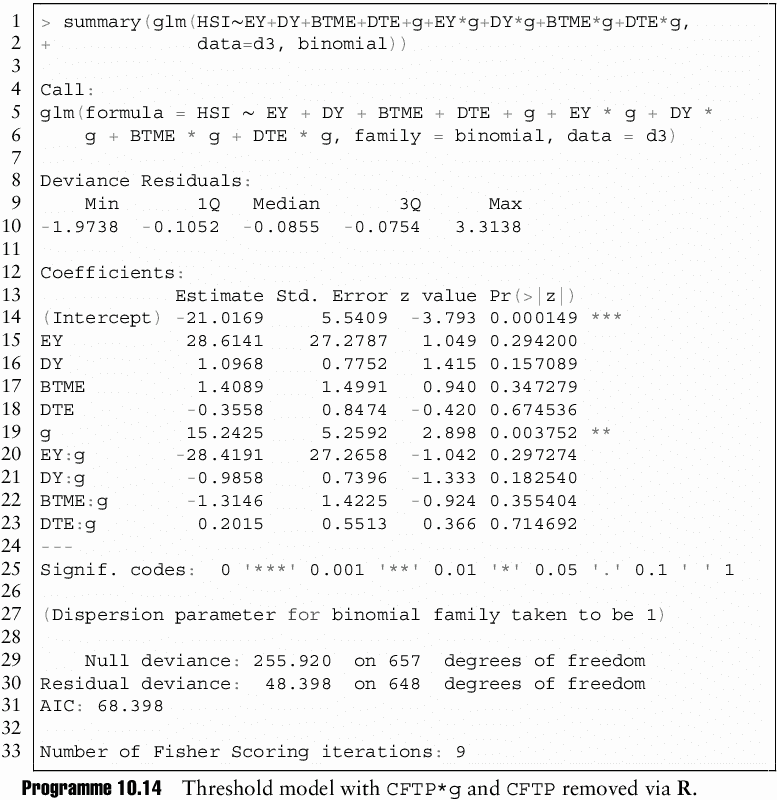 1 > summary(glm(HSI~EY+DY+BTME+DTE+g+EY*g+DY*g+BTME*g+DTE*g,
2 +              data=d3, binomial))
3
4 Call:
5 glm(formula = HSI ~ EY + DY + BTME + DTE + g + EY * g + DY *
6     g + BTME * g + DTE * g, family = binomial, data = d3)
7
8 Deviance Residuals:
9     Min       1Q   Median       3Q      Max
10 -1.9738  -0.1052  -0.0855  -0.0754   3.3138
11
12 Coefficients:
13             Estimate Std. Error z value Pr(>|z|)
14 (Intercept) -21.0169     5.5409  -3.793 0.000149 ***
15 EY           28.6141    27.2787   1.049 0.294200
16 DY            1.0968     0.7752   1.415 0.157089
17 BTME          1.4089     1.4991   0.940 0.347279
18 DTE          -0.3558     0.8474  -0.420 0.674536
19 g            15.2425     5.2592   2.898 0.003752 **
20 EY:g        -28.4191    27.2658  -1.042 0.297274
21 DY:g         -0.9858     0.7396  -1.333 0.182540
22 BTME:g       -1.3146     1.4225  -0.924 0.355404
23 DTE:g         0.2015     0.5513   0.366 0.714692
24 ---
25 Signif. codes:  0 '***' 0.001 '**' 0.01 '*' 0.05 '.' 0.1 ' ' 1
26
27 (Dispersion parameter for binomial family taken to be 1)
28
29     Null deviance: 255.920  on 657  degrees of freedom
30 Residual deviance:  48.398  on 648  degrees of freedom
31 AIC: 68.398
32
33 Number of Fisher Scoring iterations: 9
Programme 10.14 Threshold model with CFTP*g and CFTP removed via R.